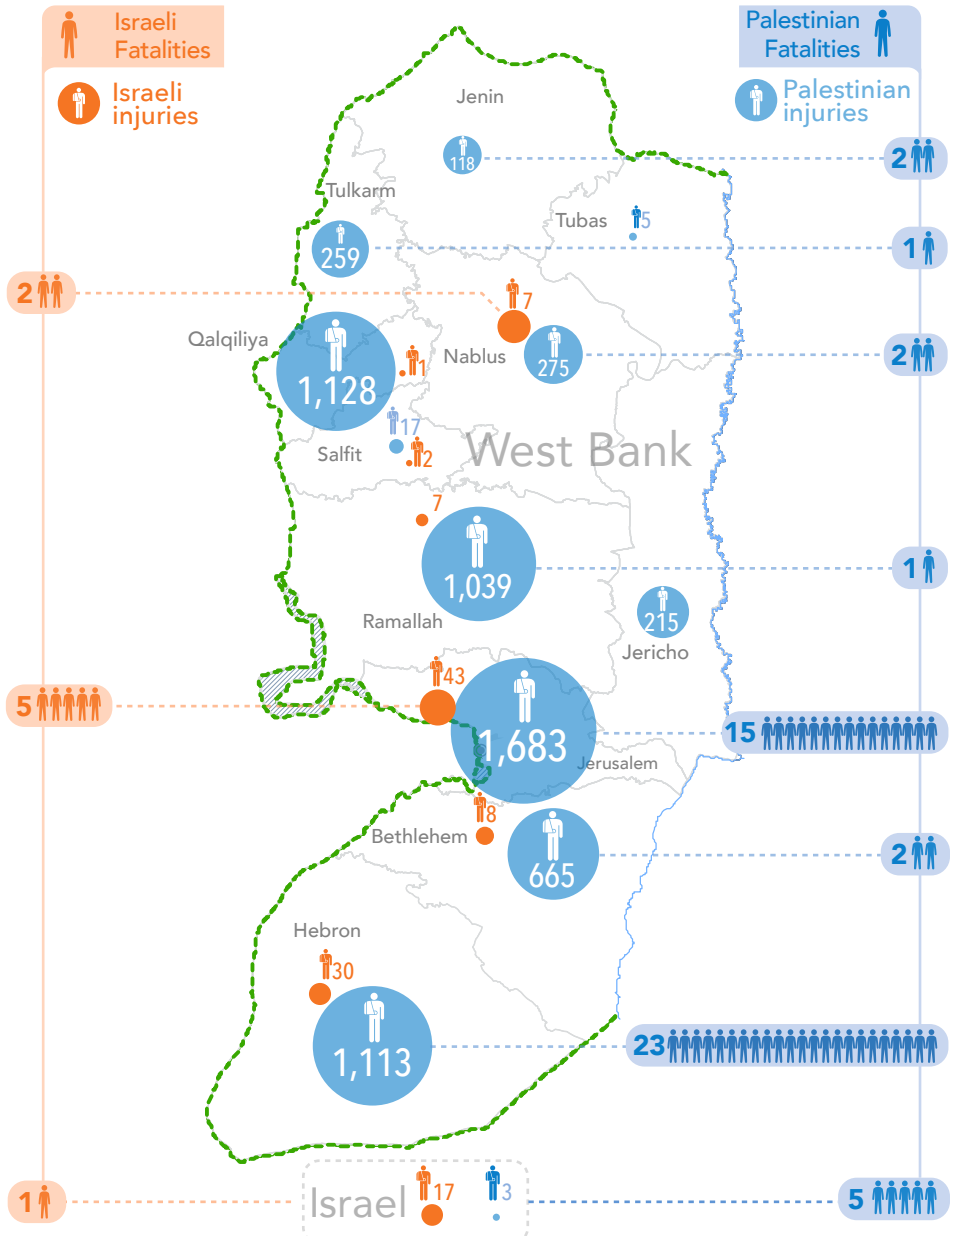 Israeli
Fatalities
Israeli
injuries
Palestinian
Fatalities
Palestinian
injuries
Jenin
118
2
Tulkarm
259
Tubas
5
1
2
7
Qalqiliya
1,128
1
Nablus
275
2
17
Salfit
2
West Bank
7
1,039
1
Ramallah
215
Jericho
43
5
1,683
15
Jerusalem
8
Bethlehem
665
2
Hebron
30
1,113
23
1
Israel
17
3
5